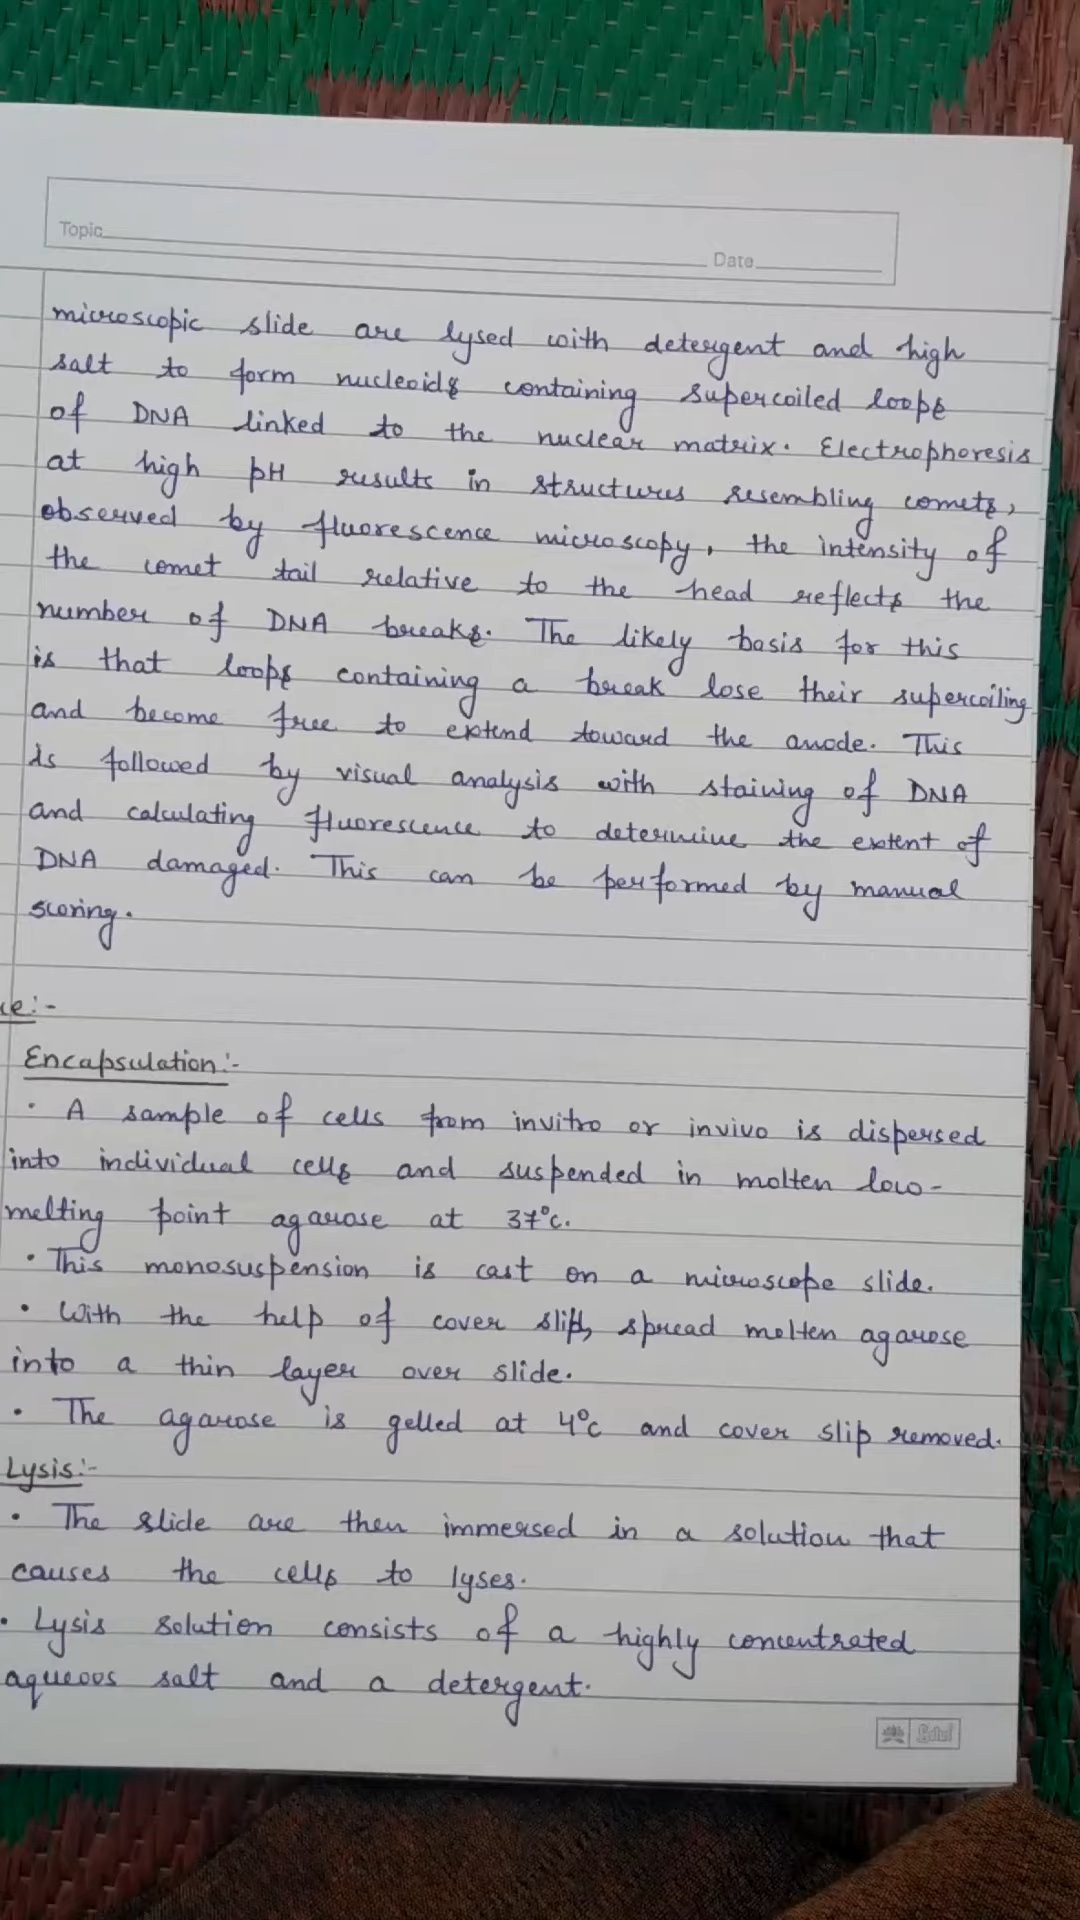 Topic
Date
microscopic slide are lysed with detergent and high
salt to form nucleoids containing supercoiled loops
of DNA linked to the nuclear matrix. Electrophoresis
at high pH results in structures resembling comets,
observed by fluorescence microscopy, the intensity of
the comet tail relative to the head reflects the
number of DNA breaks. The likely basis for this
is that loops containing a break lose their supercoiling
and become free to extend toward the anode. This
is followed by visual analysis with staining of DNA
and calculating fluorescence to determine the extent of
DNA damaged. This can be performed by manual
scoring.
Encapsulation:-
• A sample of cells from invitro or invivo is dispersed
into individual cells and suspended in molten low-
melting point agarose at 37°c.
• This monosuspension is cast on a microscope slide.
• With the help of cover slip, spread molten agarose
into a thin layer over slide.
• The agarose is gelled at 4°c and cover slip removed.
Lysis:-
• The slide are then immersed in a solution that
causes the cells to lyses.
• Lysis solution consists of a highly concentrated
aqueous salt and a detergent.